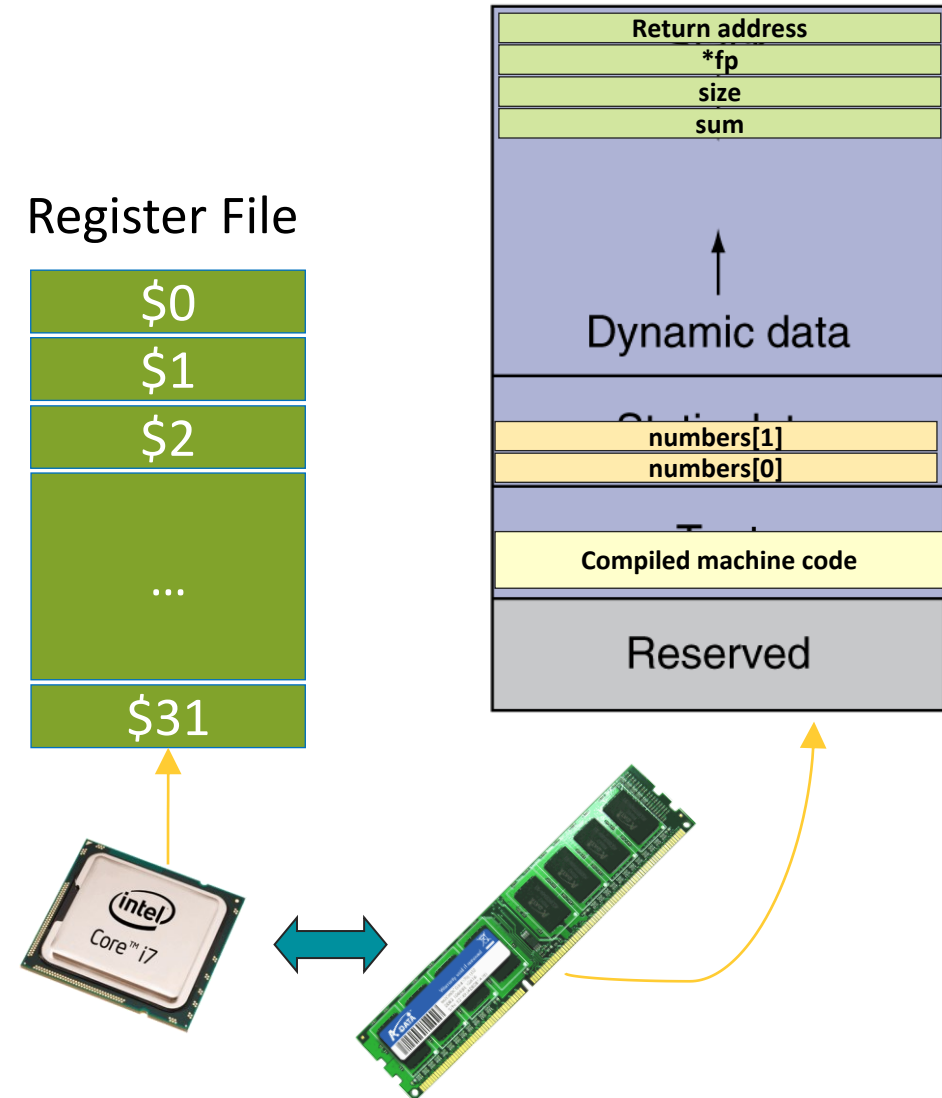 Return address
*fp
size
sum
Register File
$0
$1
$2
...
$31
Dynamic data
numbers[1]
numbers[0]
Compiled machine code
Reserved
intel
Core™ i7
ADATA